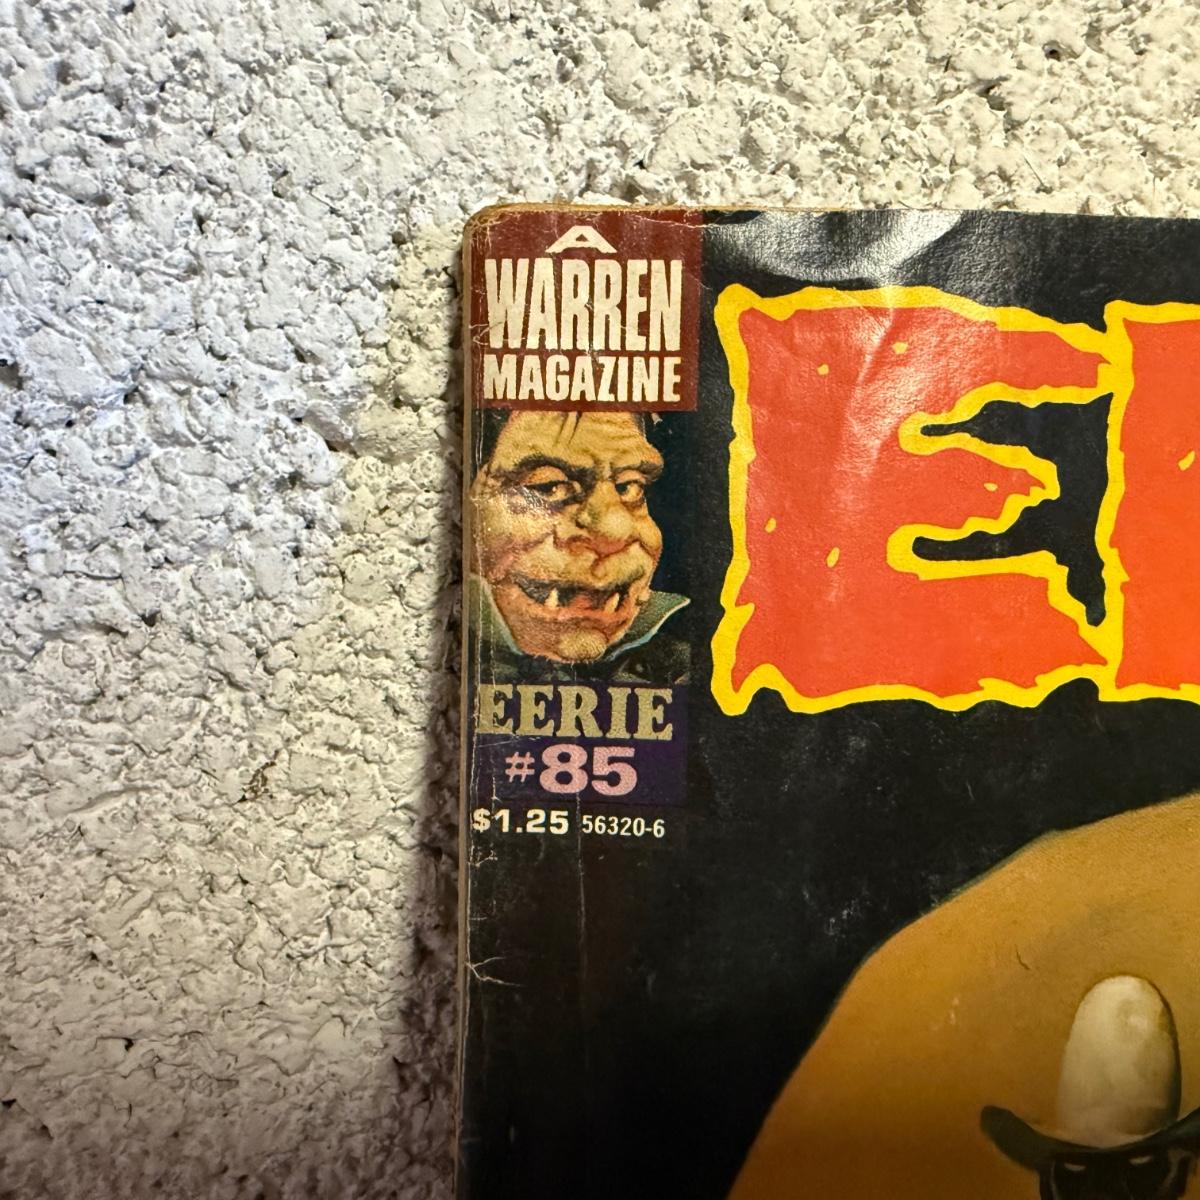 A
WARREN
MAGAZINE
EERIE
#85
$1.25 56320-6
E